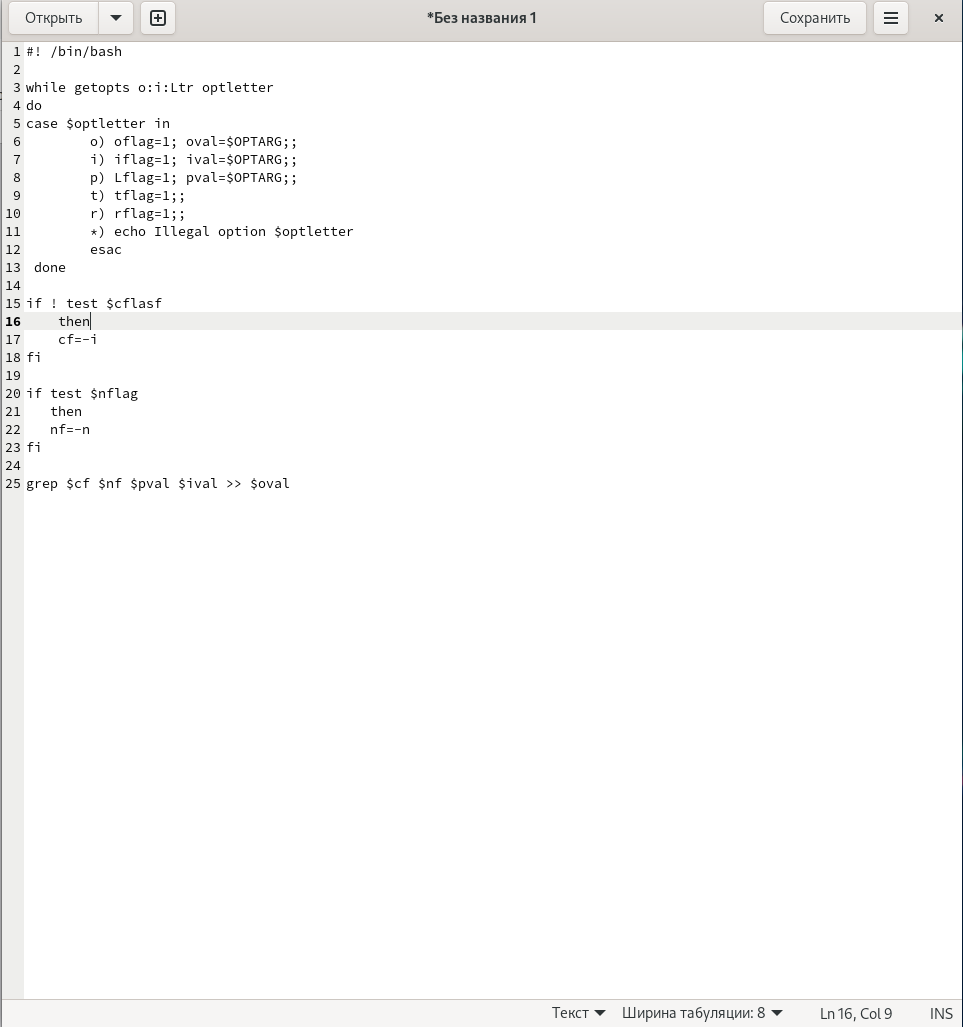 Открыть
*Без названия 1
Сохранить
1 #! /bin/bash
2
3 while getopts o:i:Ltr optletter
4 do
5 case $optletter in
6 o) oflag=1; oval=$OPTARG;;
7 i) iflag=1; ival=$OPTARG;;
8 p) Lflag=1; pval=$OPTARG;;
9 t) tflag=1;;
10 r) rflag=1;;
11 *) echo Illegal option $optletter
12 esac
13 done
14
15 if ! test $cflasf
16 then
17 cf=-i
18 fi
19
20 if test $nflag
21 then
22 nf=-n
23 fi
24
25 grep $cf $nf $pval $ival >> $oval
Текст Ширина табуляции: 8 Ln 16, Col 9 INS